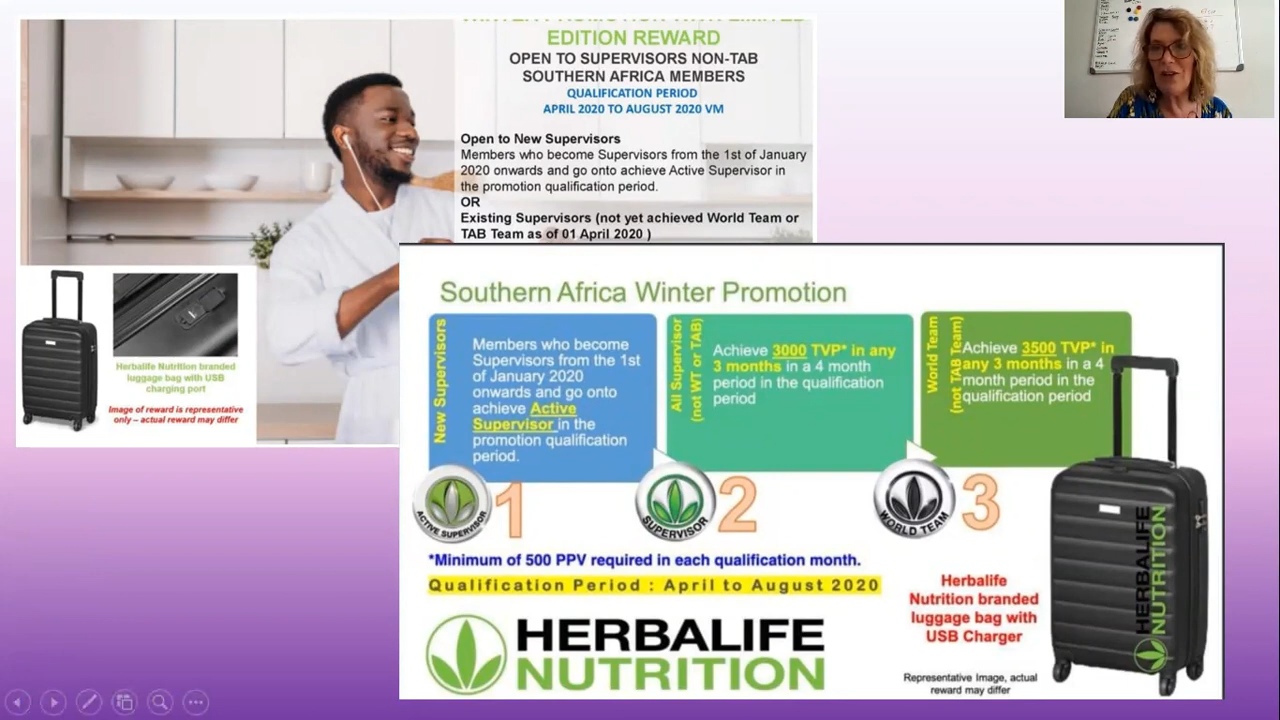 WINTER PROMOTION WITH LIMITED
EDITION REWARD
OPEN TO SUPERVISORS NON-TAB
SOUTHERN AFRICA MEMBERS
QUALIFICATION PERIOD
APRIL 2020 TO AUGUST 2020 VM
Open to New Supervisors
Members who become Supervisors from the 1st of January
2020 onwards and go onto achieve Active Supervisor in
the promotion qualification period.
OR
Existing Supervisors (not yet achieved World Team or
TAB Team as of 01 April 2020 )
Herbalife Nutrition branded
luggage bag with USB
charging port
Image of reward is representative
only – actual reward may differ
Southern Africa Winter Promotion
New Supervisors
Members who become
Supervisors from the 1st
of January 2020
onwards and go onto
achieve Active
Supervisor in the
promotion qualification
period.
All Supervisor
(not WT or TAB)
Achieve 3000 TVP* in any
3 months in a 4 month
period in the qualification
period
World Team
(not TAB Team)
Achieve 3500 TVP* in
any 3 months in a 4
month period in the
qualification period
ACTIVE SUPERVISOR
1
SUPERVISOR
2
WORLD TEAM
3
*Minimum of 500 PPV required in each qualification month.
Qualification Period : April to August 2020
HERBALIFE
NUTRITION
Herbalife
Nutrition branded
luggage bag with
USB Charger
Representative Image, actual
reward may differ
HERBALIFE
NUTRITION